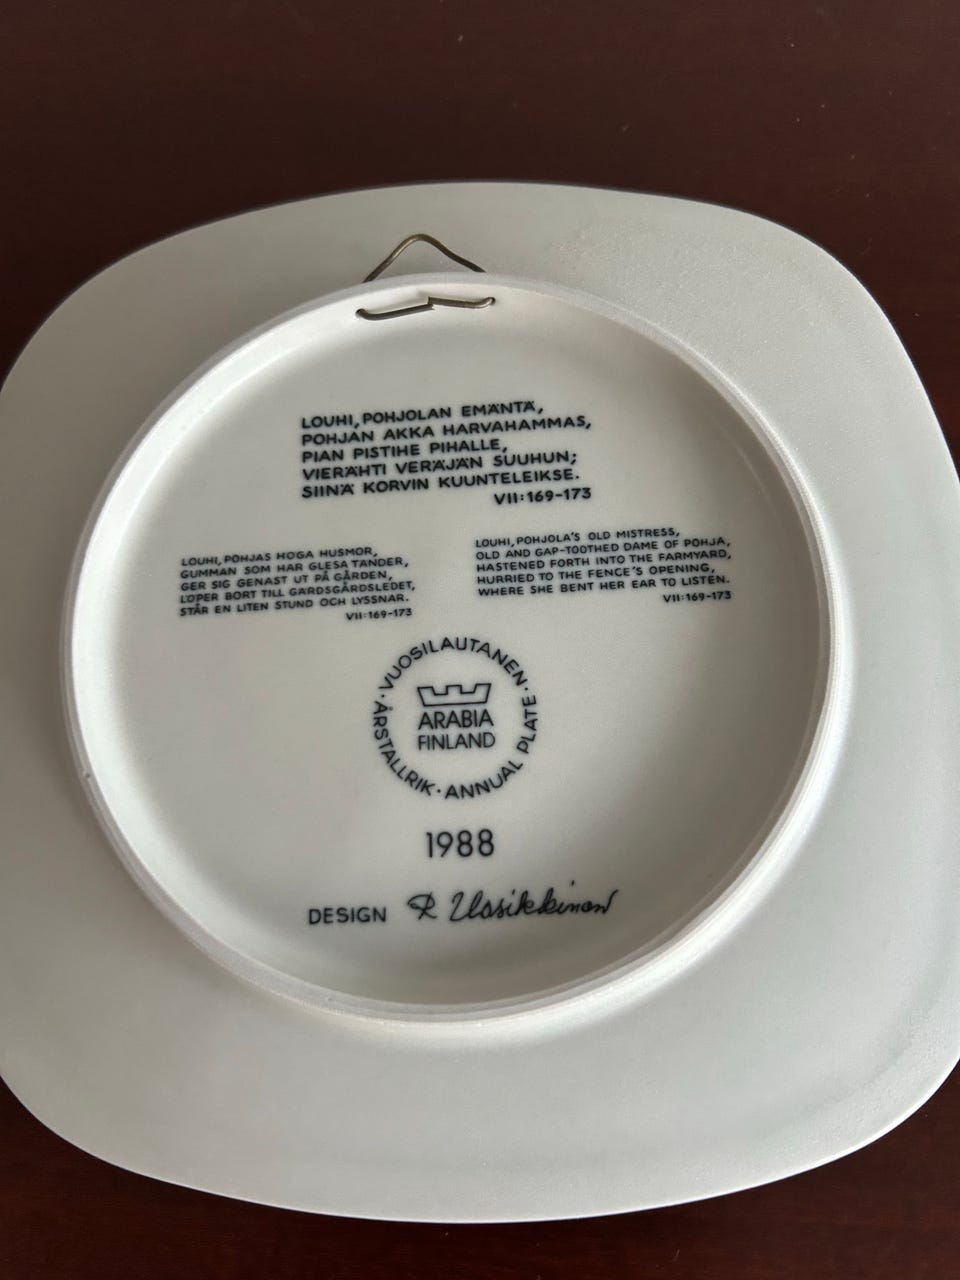 LOUHI, POHJOLAN EMÄNTÄ,
POHJAN AKKA HARVAHAMMAS,
PIAN PISTIHE PIHALLE,
VIERÄHTI VERÄJÄN SUUHUN;
SIINÄ KORVIN KUUNTELEIKSE.
VII:169-173
LOUHI, POHJAS HÖGA HUSMOR,
GUMMAN SOM HAR GLESA TÄNDER,
GER SIG GENAST UT PÅ GÅRDEN,
LÖPER BORT TILL GÄRDSGÅRDSLEDET,
STÅR EN LITEN STUND OCH LYSSNAR.
VII:169-173
LOUHI, POHJOLA'S OLD MISTRESS,
OLD AND GAP-TOOTHED DAME OF POHJA,
HASTENED FORTH INTO THE FARMYARD,
HURRIED TO THE FENCE'S OPENING,
WHERE SHE BENT HER EAR TO LISTEN.
VII:169-173
· VUOSILAUTANEN · ANNUAL PLATE · ÅRSTALLRIK
ARABIA
FINLAND
1988
DESIGN R Uosikkinen